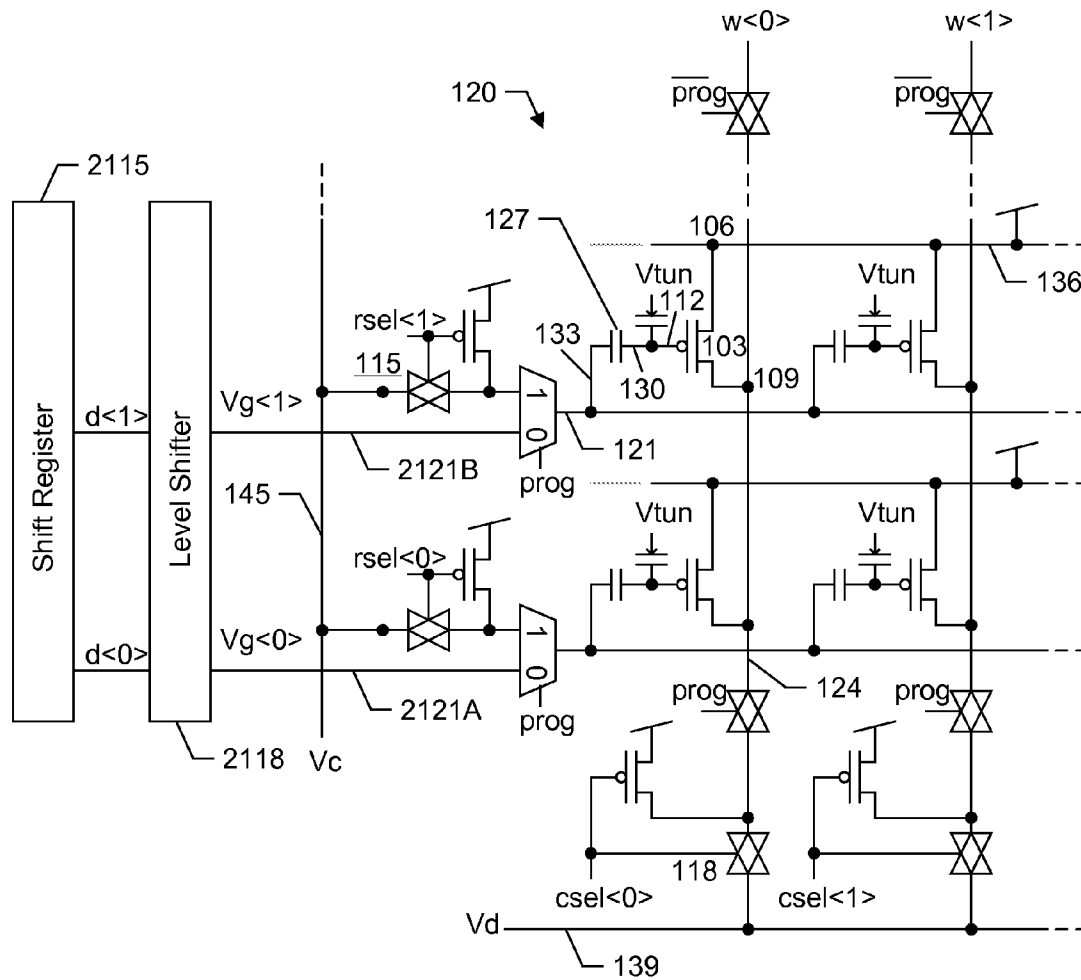 w<0>
w<1>
prog
prog
120
2115
127
106
Vtun
112
Vtun
136
rsel<1>
133
103
115
130
109
Vg<1>
1
0
d<1>
121
2121B
prog
Shift Register
Level Shifter
145
Vtun
Vtun
rsel<0>
Vg<0>
1
0
d<0>
124
2121A
prog
prog
prog
2118
Vc
118
csel<0>
csel<1>
Vd
139